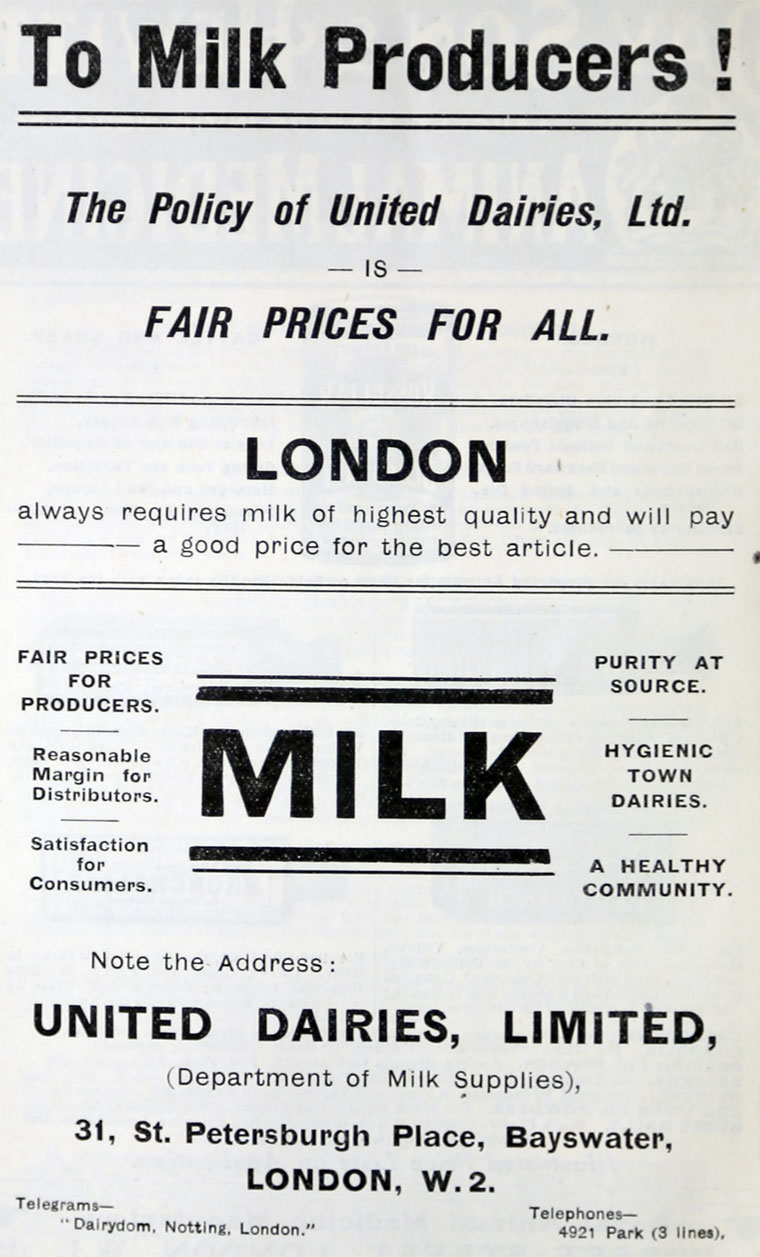 To Milk Producers !
The Policy of United Dairies, Ltd.
— IS —
FAIR PRICES FOR ALL.
LONDON
always requires milk of highest quality and will pay
a good price for the best article.
FAIR PRICES
FOR
PRODUCERS.
Reasonable
Margin for
Distributors.
Satisfaction
for
Consumers.
MILK
PURITY AT
SOURCE.
HYGIENIC
TOWN
DAIRIES.
A HEALTHY
COMMUNITY.
Note the Address :
UNITED DAIRIES, LIMITED,
(Department of Milk Supplies),
31, St. Petersburgh Place, Bayswater,
LONDON, W.2.
Telegrams—
"Dairydom, Notting, London."
Telephones—
4921 Park (3 lines),